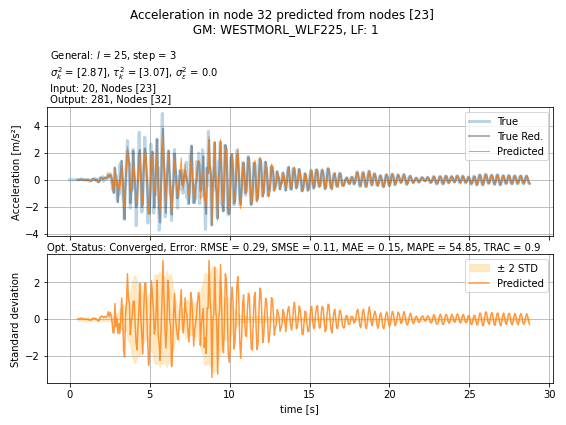 Acceleration in node 32 predicted from nodes [23]
GM: WESTMORL_WLF225, LF: 1
General: l = 25, step = 3
σ²ₖ = [2.87], τ²ₖ = [3.07], σ²ε = 0.0
Input: 20, Nodes [23]
Output: 281, Nodes [32]
Acceleration [m/s²]
4
2
0
−2
−4
True
True Red.
Predicted
Opt. Status: Converged, Error: RMSE = 0.29, SMSE = 0.11, MAE = 0.15, MAPE = 54.85, TRAC = 0.9
Standard deviation
2
0
−2
± 2 STD
Predicted
0 5 10 15 20 25 30
time [s]